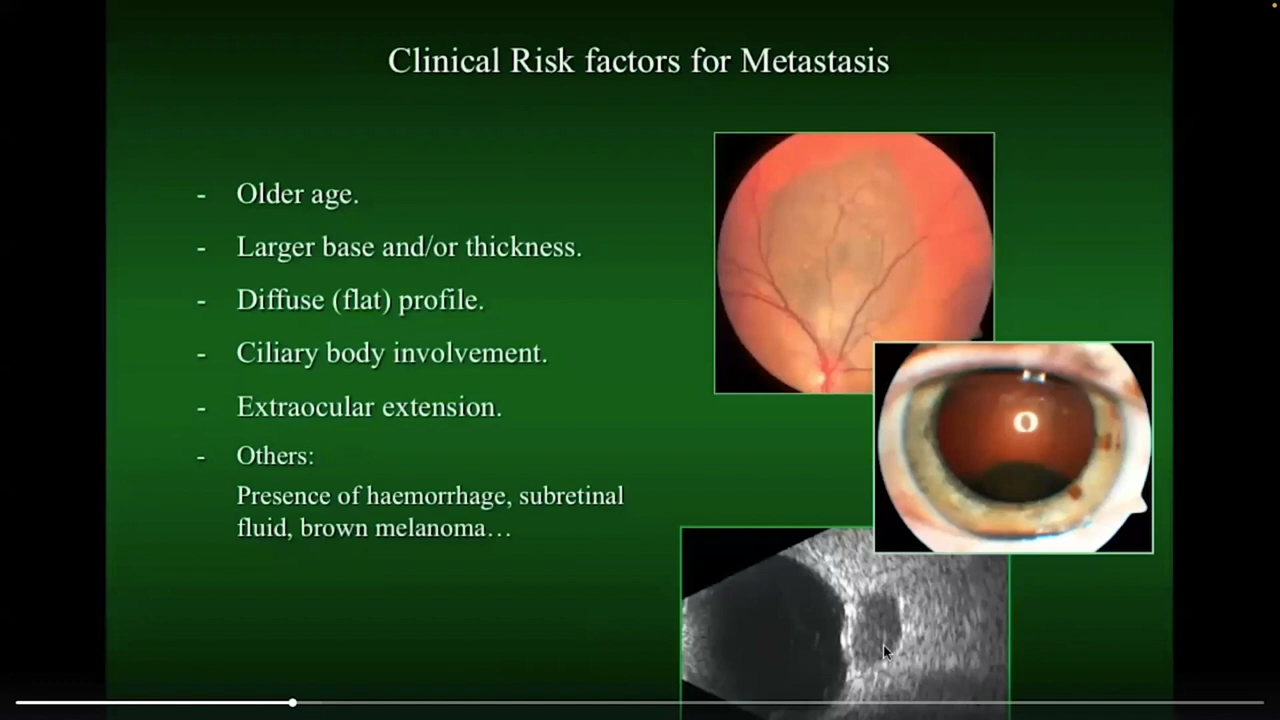 Clinical Risk factors for Metastasis
- Older age.
- Larger base and/or thickness.
- Diffuse (flat) profile.
- Ciliary body involvement.
- Extraocular extension.
- Others:
Presence of haemorrhage, subretinal
fluid, brown melanoma…